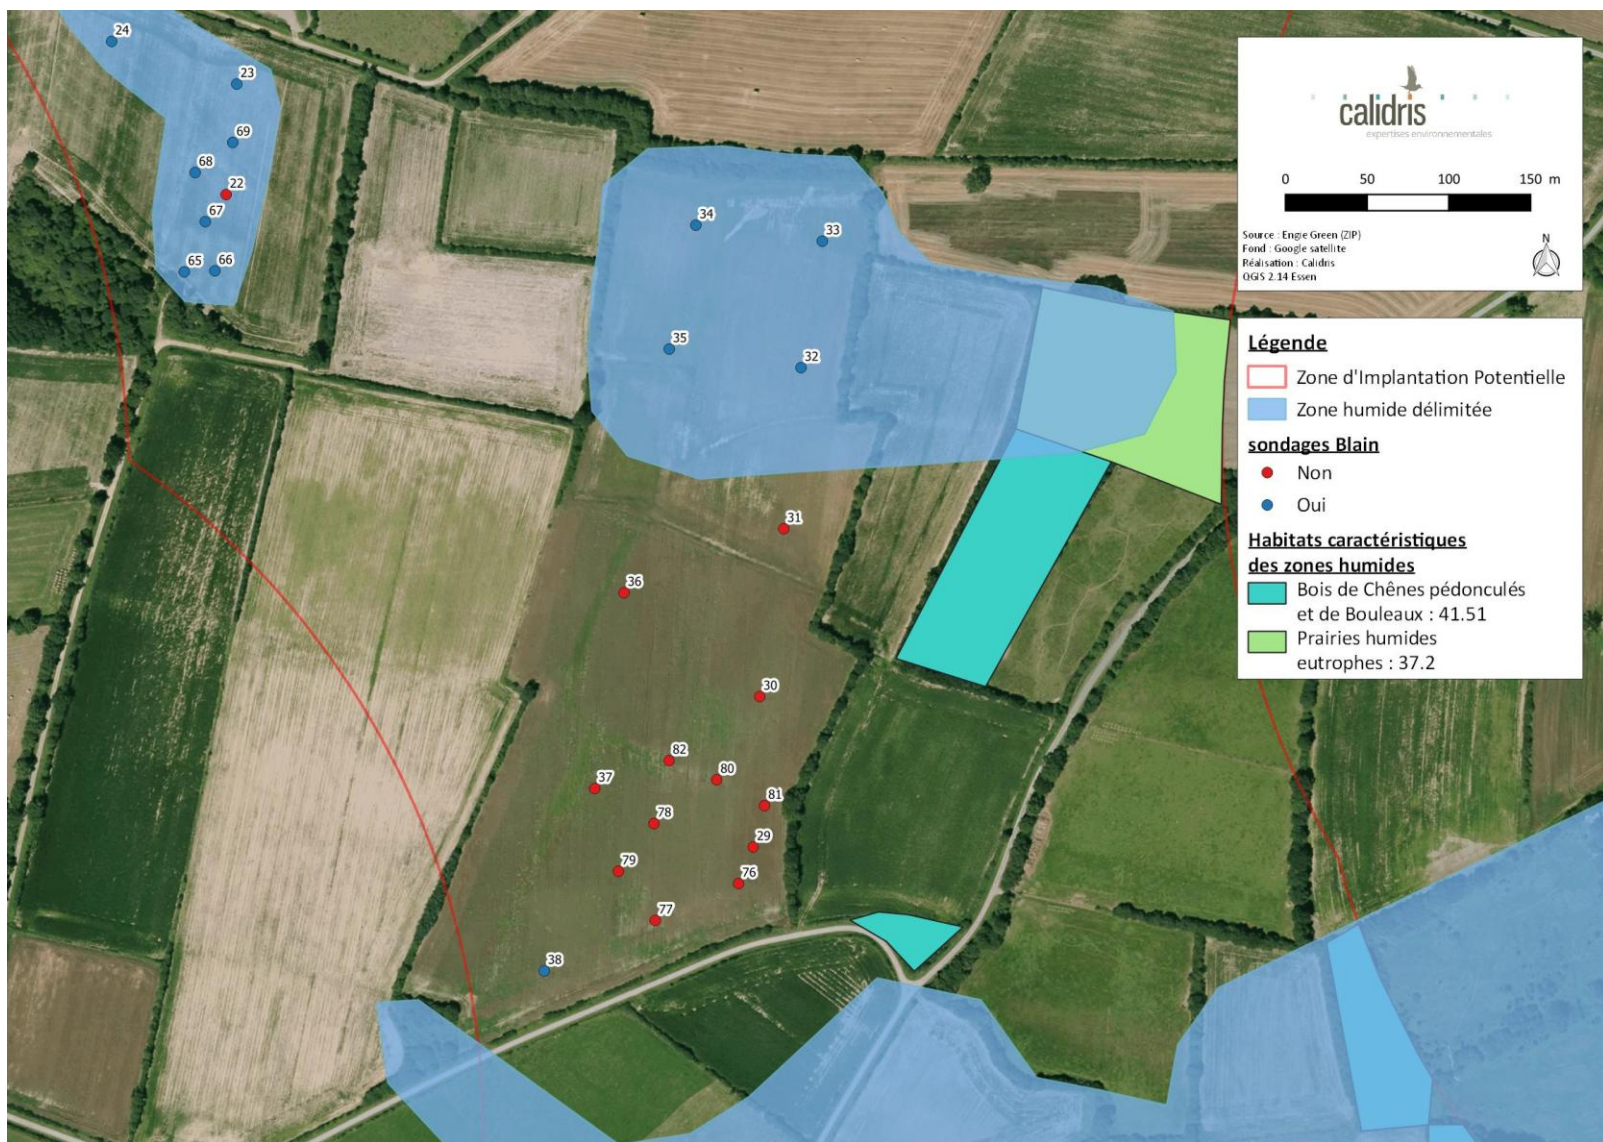 24
23
69
68
22
67
65
66
34
33
35
32
31
36
30
82
80
37
81
78
29
79
76
77
38
calidris
expertises environnementales
0 50 100 150 m
Source : Engie Green (ZIP)
Fond : Google satellite
Réalisation : Calidris
QGIS 2.14 Essen
N
Légende
Zone d'Implantation Potentielle
Zone humide délimitée
sondages Blain
Non
Oui
Habitats caractéristiques
des zones humides
Bois de Chênes pédonculés
et de Bouleaux : 41.51
Prairies humides
eutrophes : 37.2